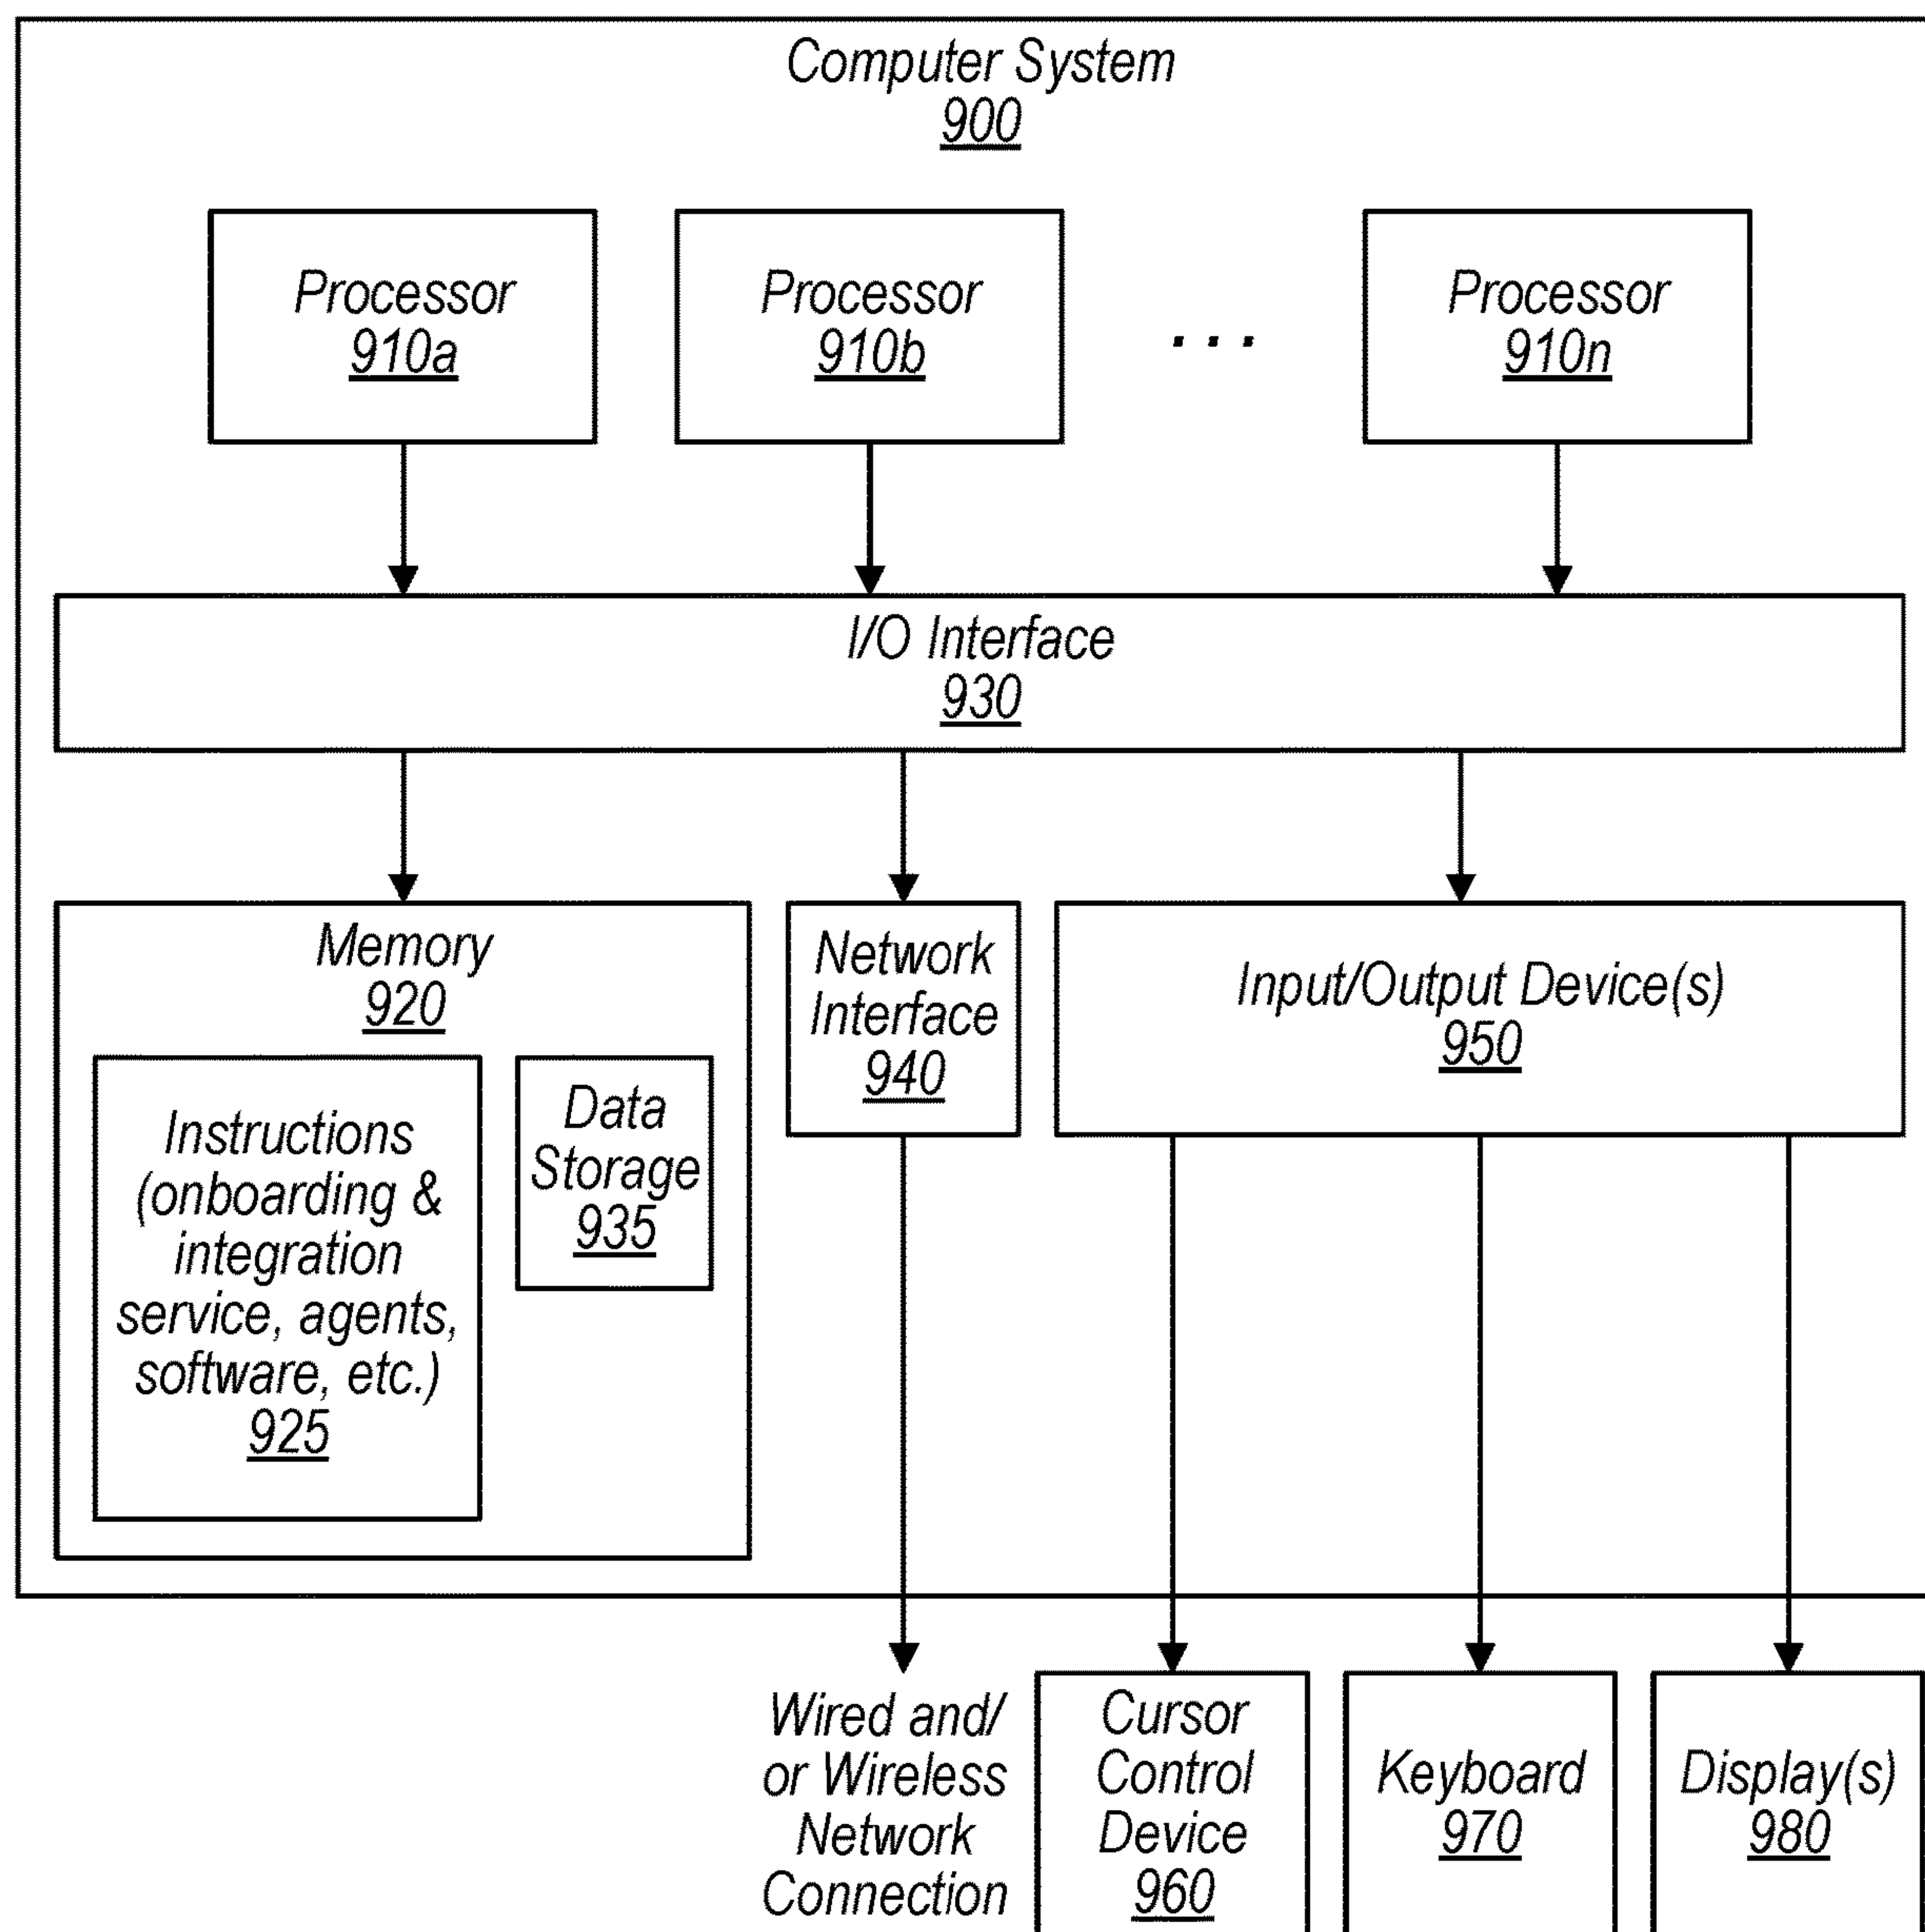 Computer System
900
Processor
910a
Processor
910b
. . .
Processor
910n
I/O Interface
930
Memory
920
Instructions
(onboarding &
integration
service, agents,
software, etc.)
925
Data
Storage
935
Network
Interface
940
Input/Output Device(s)
950
Wired and/
or Wireless
Network
Connection
Cursor
Control
Device
960
Keyboard
970
Display(s)
980